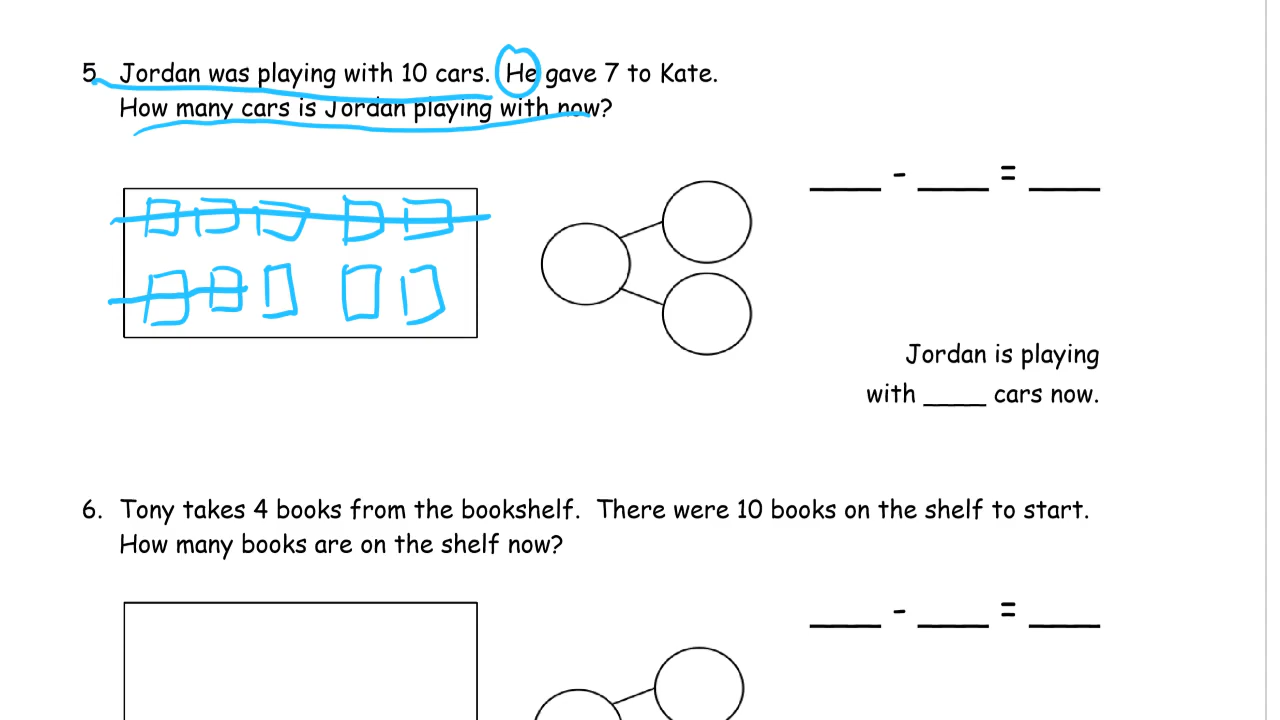 5. Jordan was playing with 10 cars. He gave 7 to Kate.
How many cars is Jordan playing with now?
____ - ____ = ____
Jordan is playing
with ____ cars now.
6. Tony takes 4 books from the bookshelf. There were 10 books on the shelf to start.
How many books are on the shelf now?
____ - ____ = ____